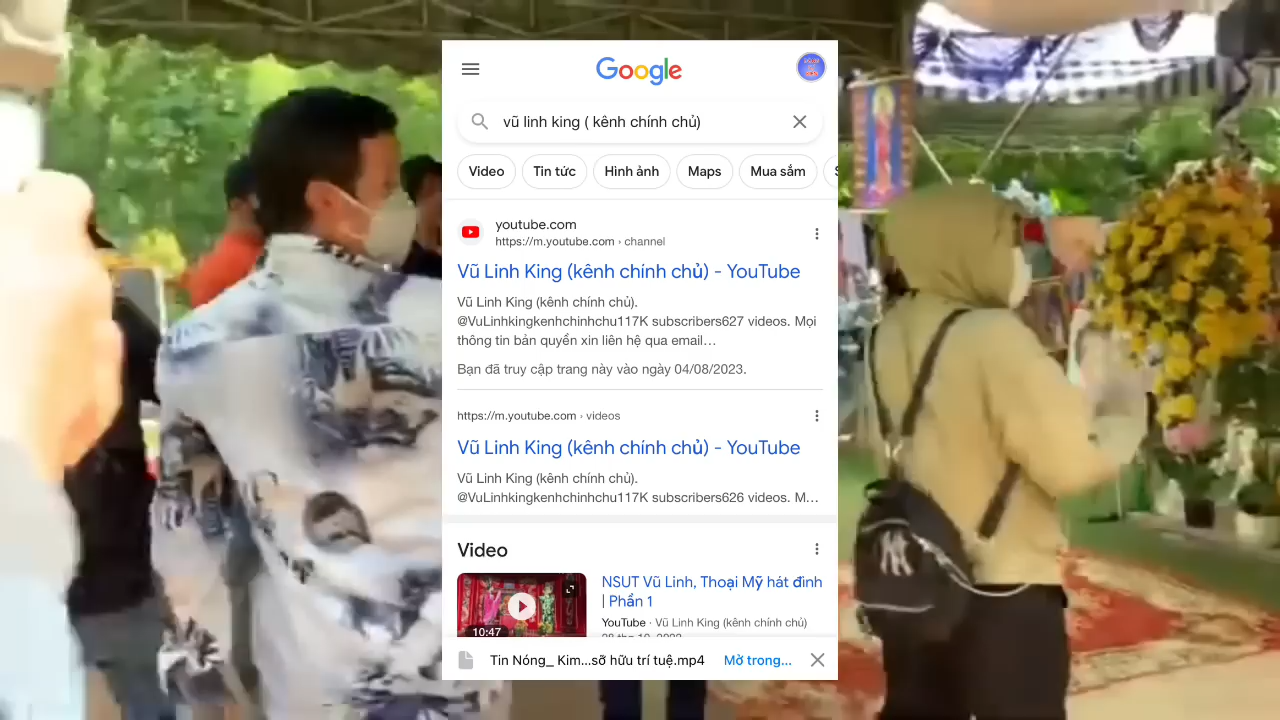 Google
vũ linh king ( kênh chính chủ)
Video
Tin tức
Hình ảnh
Maps
Mua sắm
youtube.com
https://m.youtube.com › channel
Vũ Linh King (kênh chính chủ) - YouTube
Vũ Linh King (kênh chính chủ).
@VuLinhkingkenhchinhchu117K subscribers627 videos. Mọi
thông tin bản quyền xin liên hệ qua email…
Bạn đã truy cập trang này vào ngày 04/08/2023.
https://m.youtube.com › videos
Vũ Linh King (kênh chính chủ) - YouTube
Vũ Linh King (kênh chính chủ).
@VuLinhkingkenhchinhchu117K subscribers626 videos. M…
Video
NSUT Vũ Linh, Thoại Mỹ hát đình
| Phần 1
YouTube · Vũ Linh King (kênh chính chủ)
10:47
Tin Nóng_ Kim...sỡ hữu trí tuệ.mp4
Mở trong...